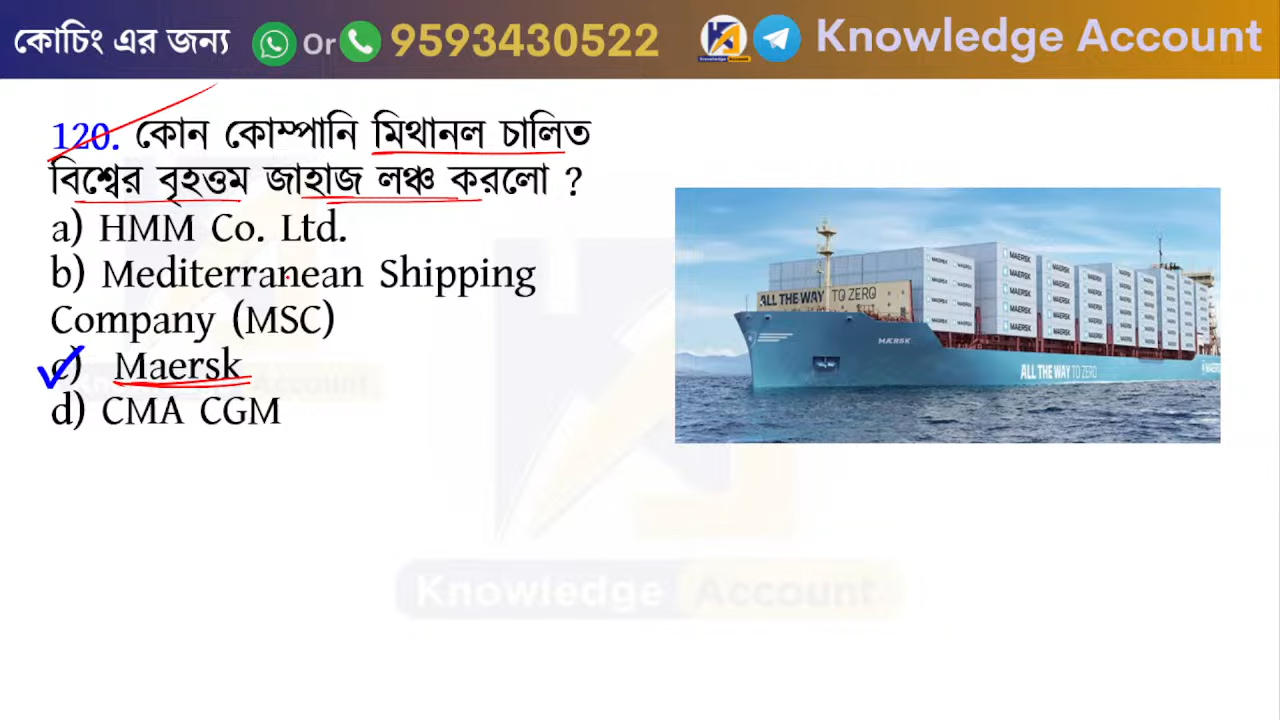 কোচিং এর জন্য Or 9593430522 Knowledge Account
120. কোন কোম্পানি মিথানল চালিত
বিশ্বের বৃহত্তম জাহাজ লঞ্চ করলো ?
a) HMM Co. Ltd.
b) Mediterranean Shipping
Company (MSC)
c) Maersk
d) CMA CGM
ALL THE WAY TO ZERO
MAERSK
ALL THE WAY TO ZERO
Knowledge Account